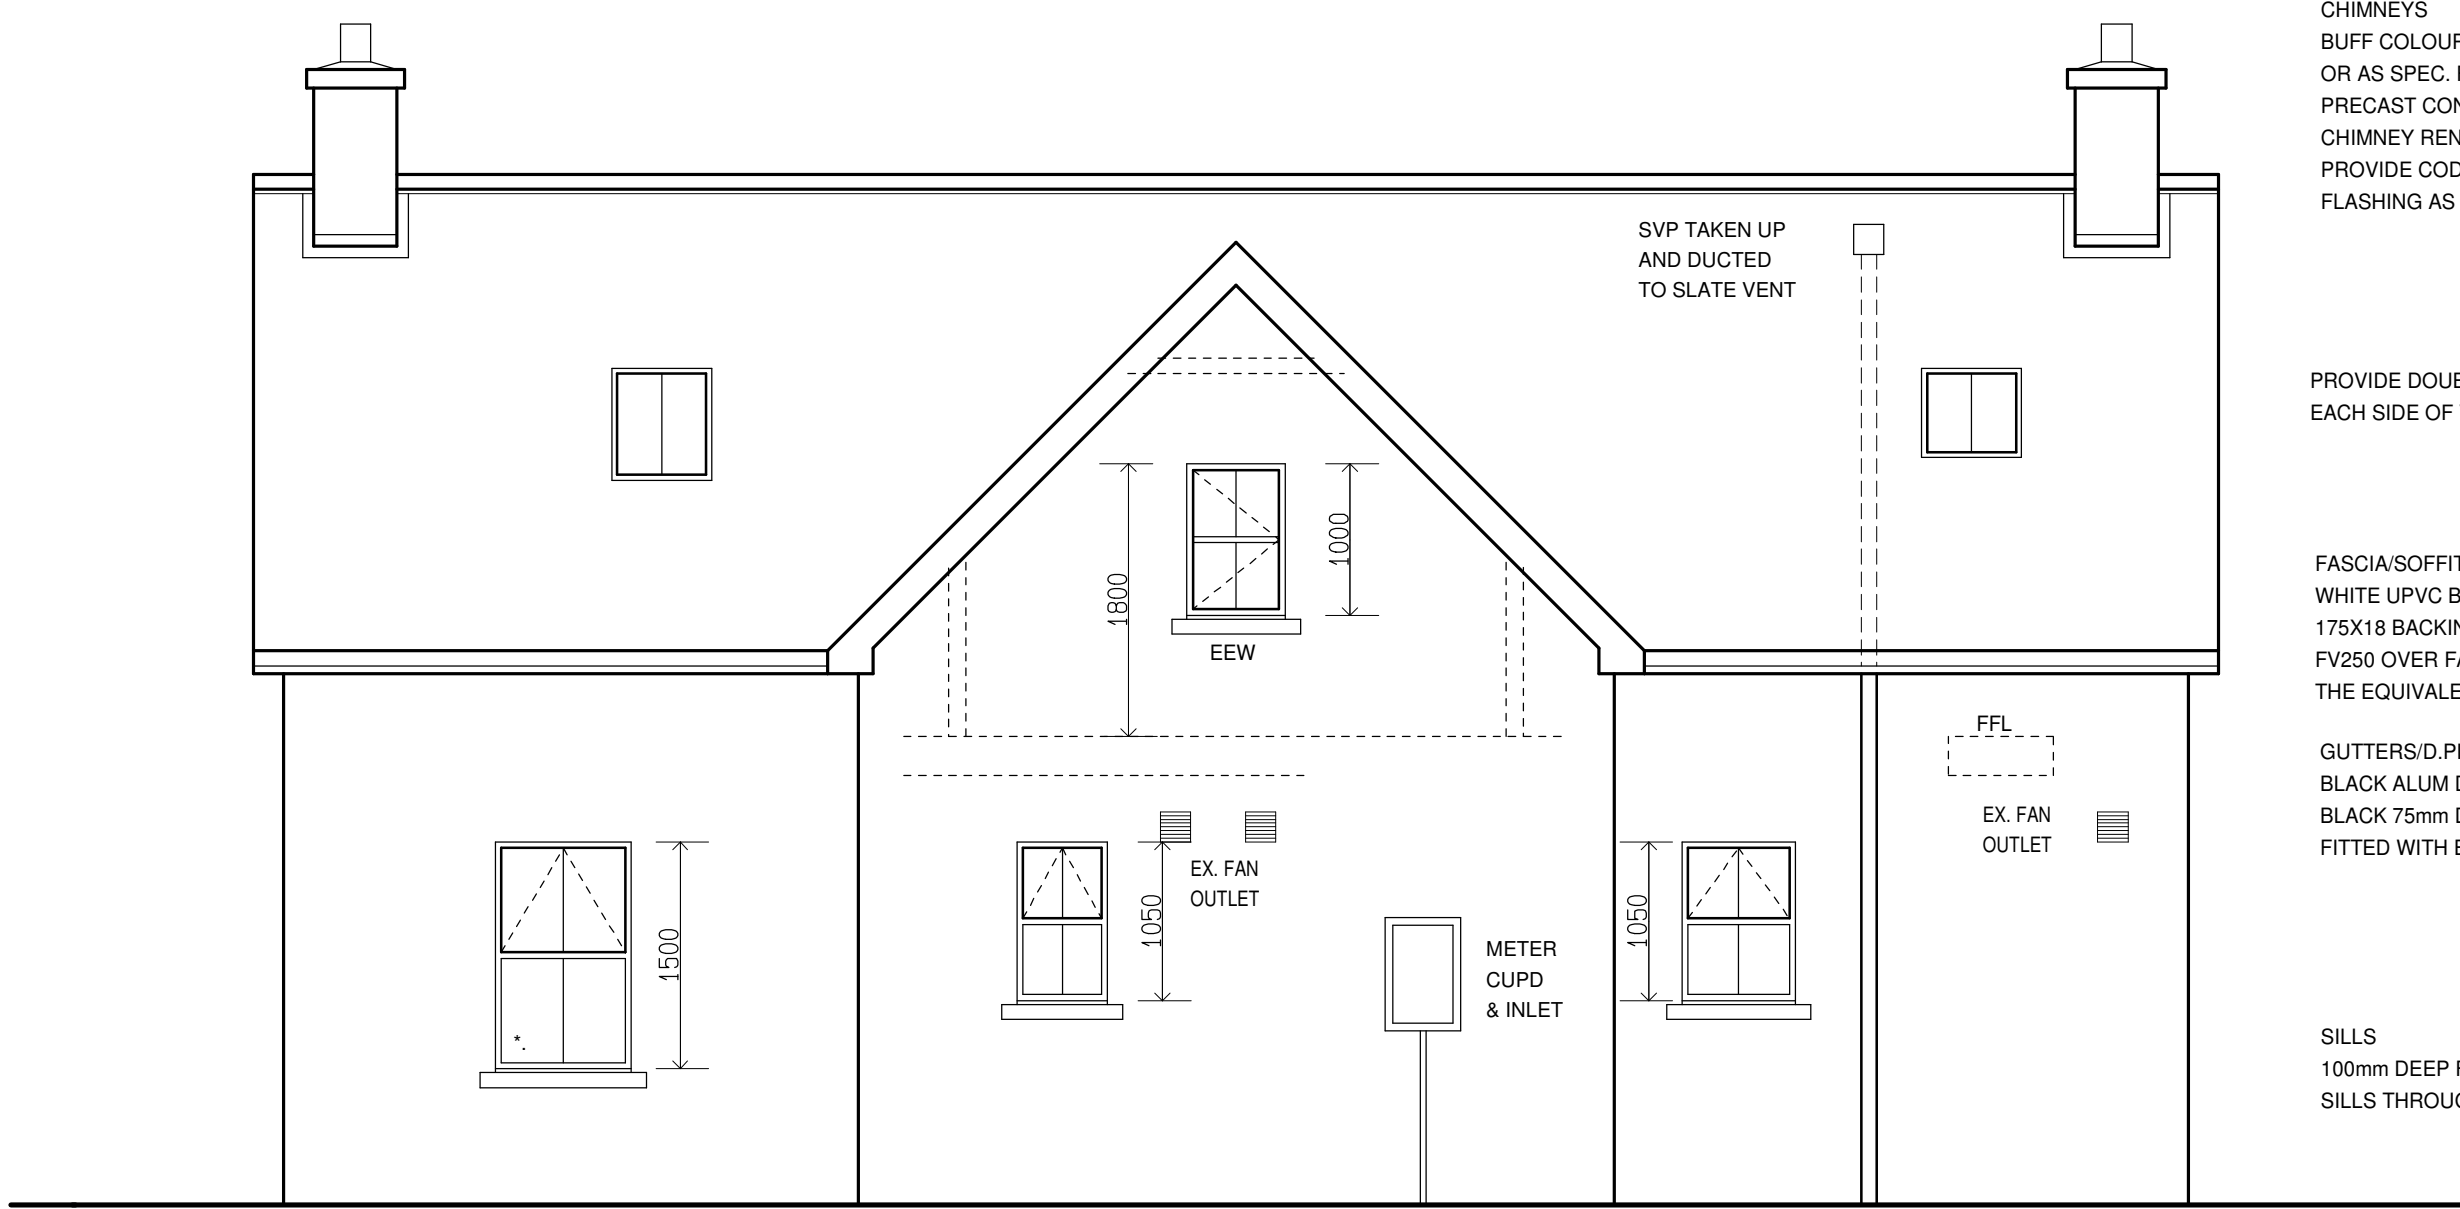 CHIMNEYS
BUFF COLOUR
OR AS SPEC.
PRECAST CON
CHIMNEY REN
PROVIDE COD
FLASHING AS
SVP TAKEN UP
AND DUCTED
TO SLATE VENT
PROVIDE DOUB
EACH SIDE OF
1800
1000
EEW
FASCIA/SOFFIT
WHITE UPVC B
175X18 BACKIN
FV250 OVER FA
THE EQUIVALE
FFL
GUTTERS/D.PI
BLACK ALUM D
BLACK 75mm D
FITTED WITH B
EX. FAN
OUTLET
EX. FAN
OUTLET
1500
1050
1050
METER
CUPD
& INLET
*.
SILLS
100mm DEEP
SILLS THROUG